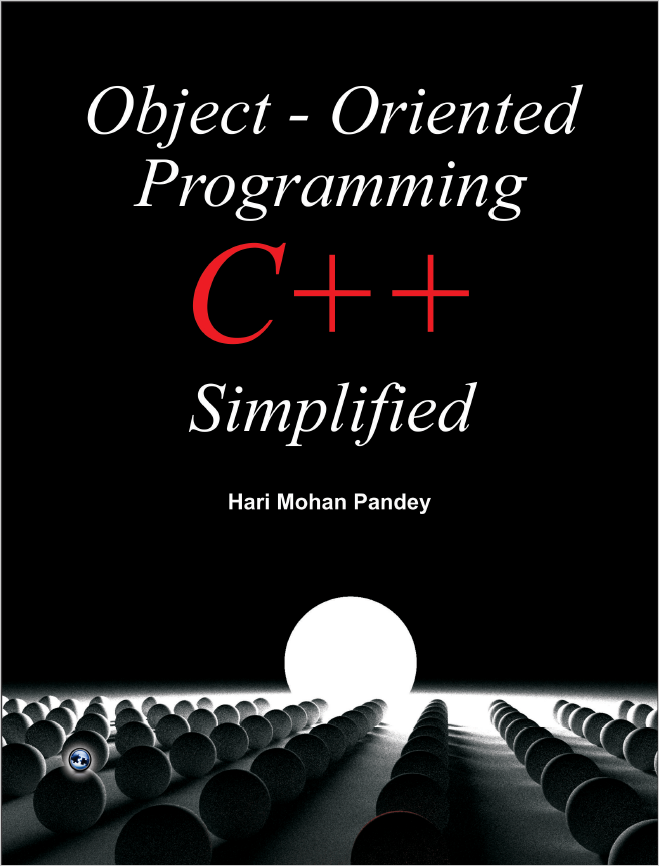 Object - Oriented
Programming
C++
Simplified
Hari Mohan Pandey